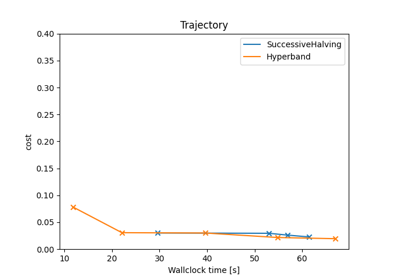 Trajectory
SuccessiveHalving
Hyperband
cost
0.40
0.35
0.30
0.25
0.20
0.15
0.10
0.05
0.00
10 20 30 40 50 60
Wallclock time [s]